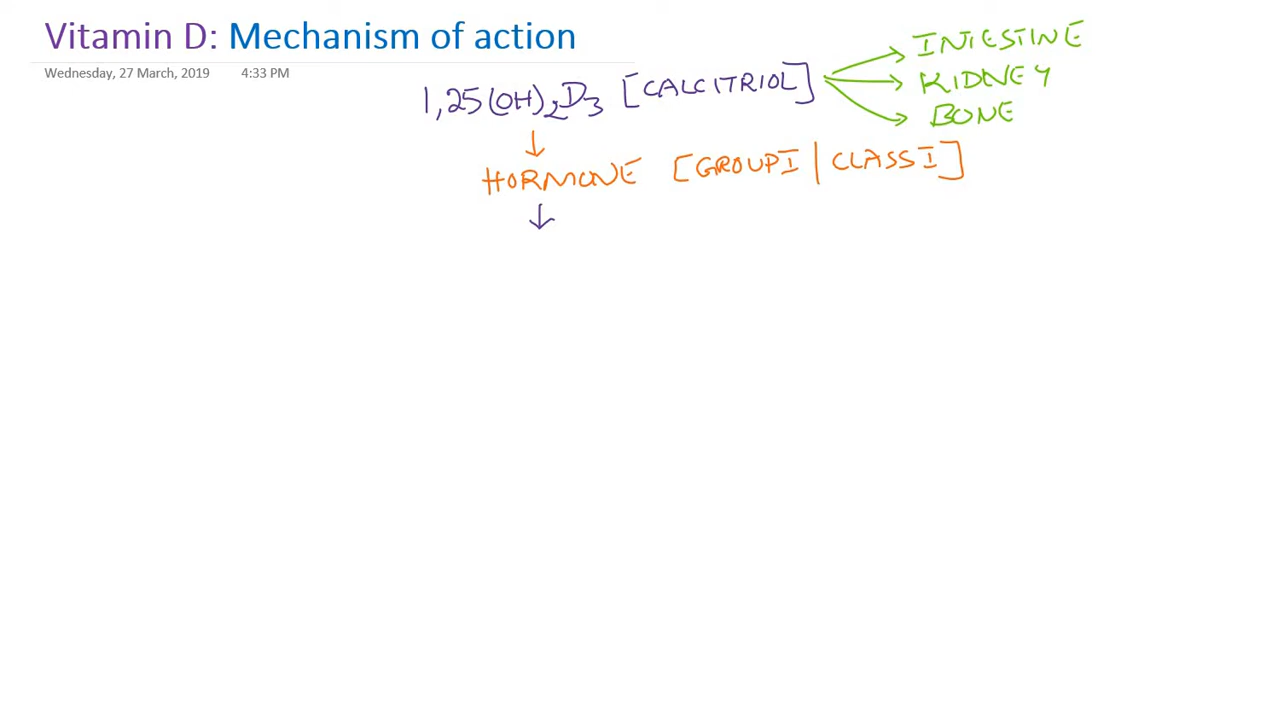 Vitamin D: Mechanism of action
Wednesday, 27 March, 2019 4:33 PM
1,25(OH)2D3 [CALCITRIOL]
INTESTINE
KIDNEY
BONE
HORMONE [GROUP I | CLASS I]